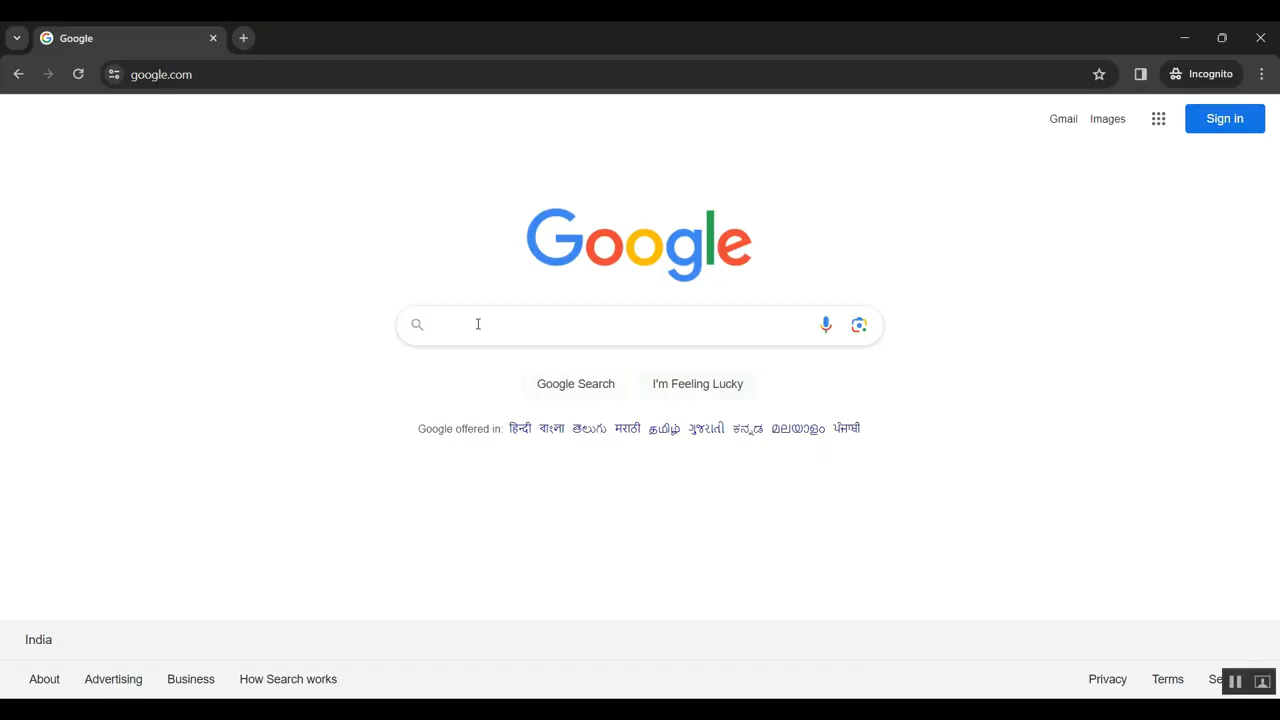 Google
google.com
Incognito
Gmail Images Sign in
Google
Google Search I'm Feeling Lucky
Google offered in: हिन्दी বাংলা తెలుగు मराठी தமிழ் ગુજરાતી ಕನ್ನಡ മലയാളം ਪੰਜਾਬੀ
India
About Advertising Business How Search works Privacy Terms Se